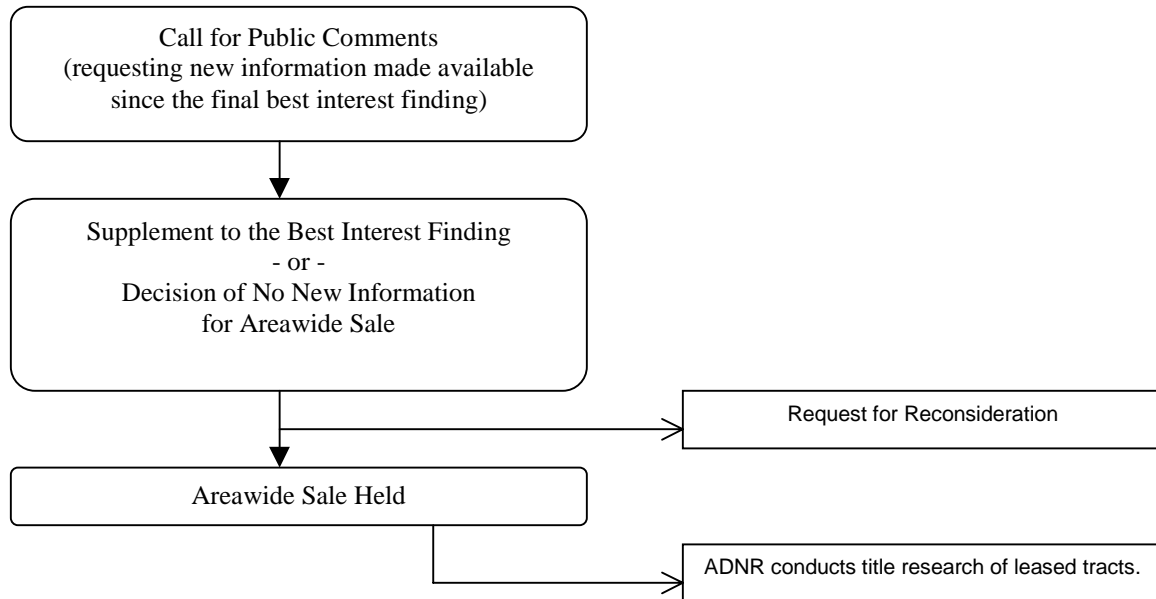 Call for Public Comments
(requesting new information made available
since the final best interest finding)
Supplement to the Best Interest Finding
- or -
Decision of No New Information
for Areawide Sale
Request for Reconsideration
Areawide Sale Held
ADNR conducts title research of leased tracts.